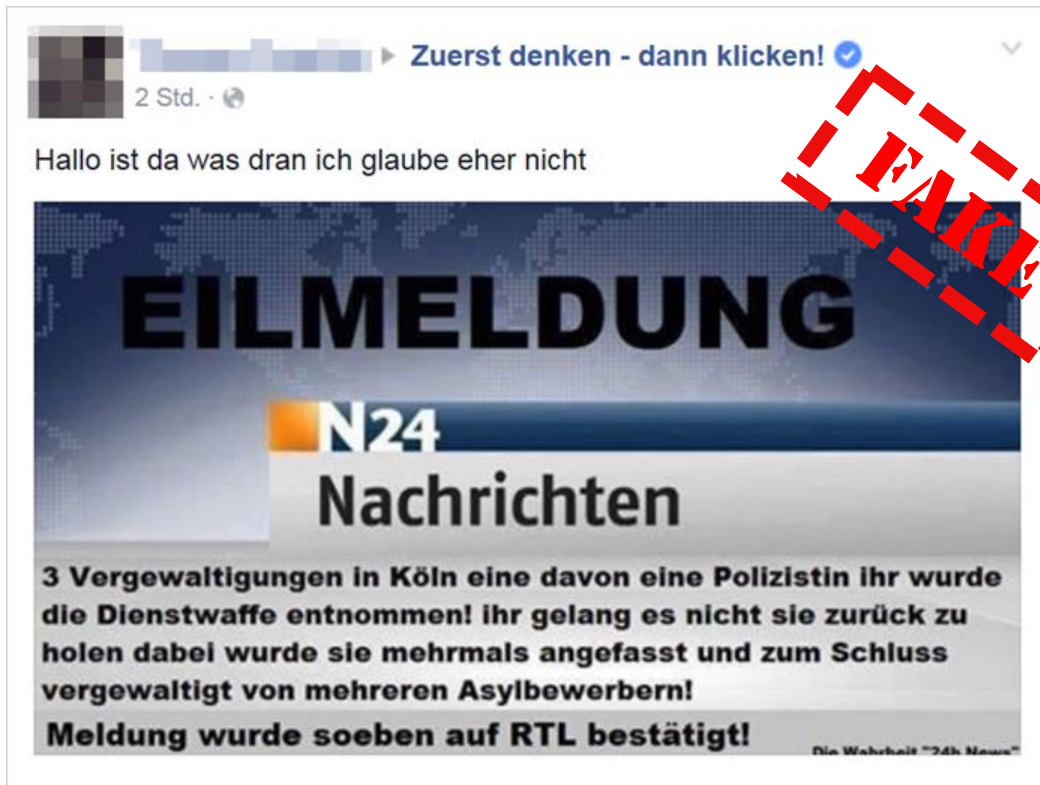 Zuerst denken - dann klicken!
2 Std. ·
Hallo ist da was dran ich glaube eher nicht
FAKE
EILMELDUNG
N24
Nachrichten
3 Vergewaltigungen in Köln eine davon eine Polizistin ihr wurde
die Dienstwaffe entnommen! ihr gelang es nicht sie zurück zu
holen dabei wurde sie mehrmals angefasst und zum Schluss
vergewaltigt von mehreren Asylbewerbern!
Meldung wurde soeben auf RTL bestätigt!
Die Wahrheit "24h News"